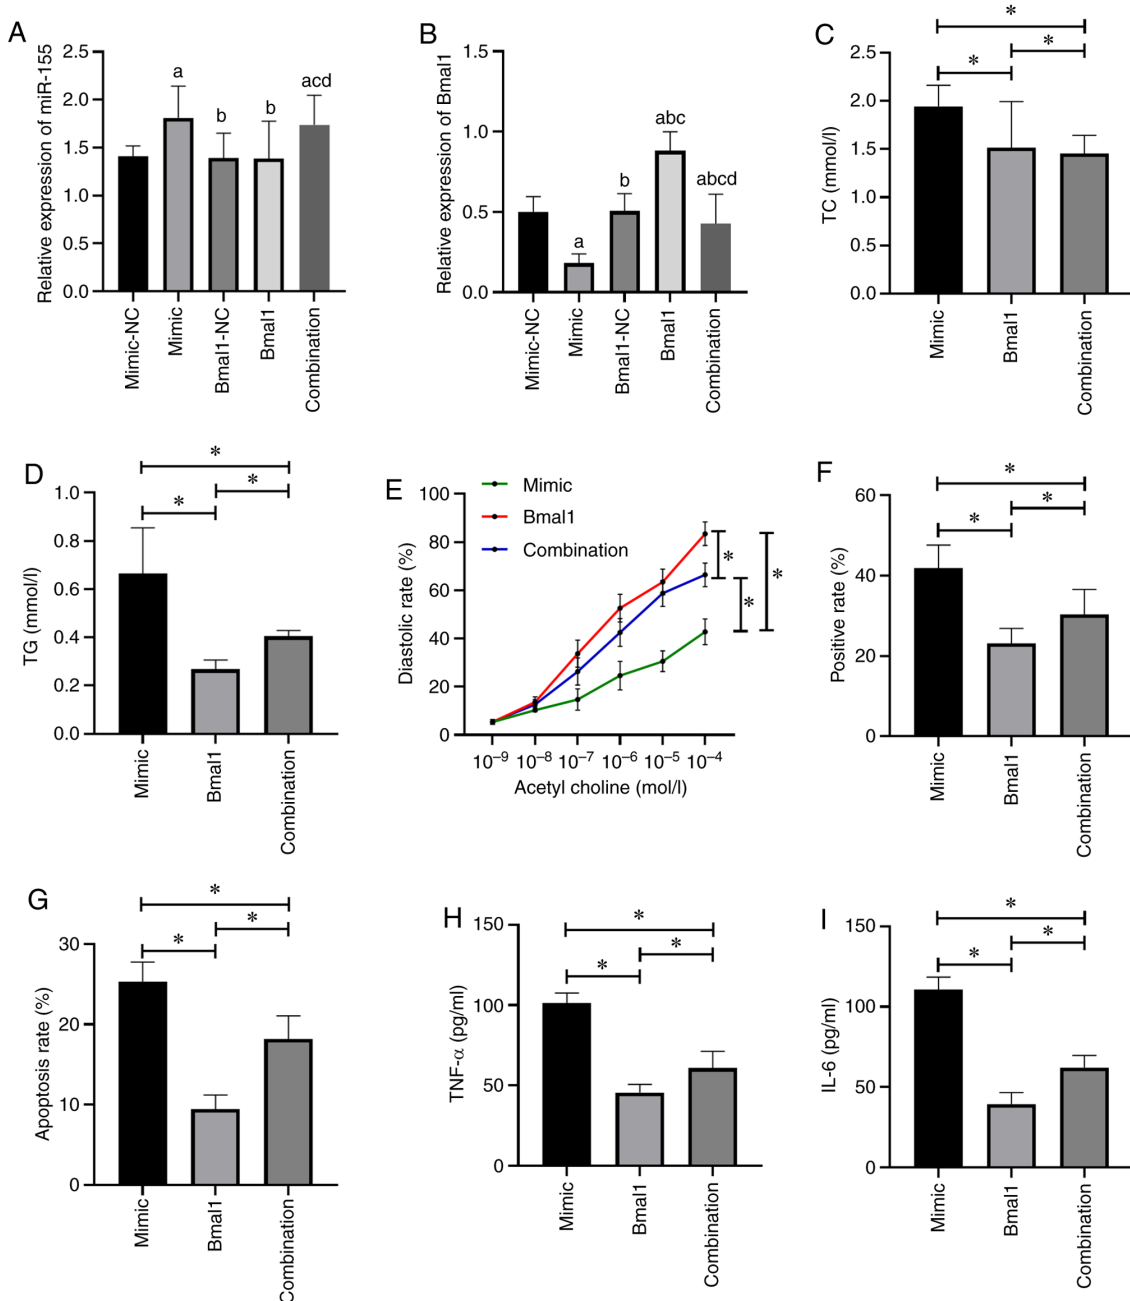 A
Relative expression of miR-155
2.5
2.0
1.5
1.0
0.5
0.0
a
b
b
acd
Mimic-NC
Mimic
Bmal1-NC
Bmal1
Combination
B
Relative expression of Bmal1
1.5
1.0
0.5
0.0
a
b
abc
abcd
Mimic-NC
Mimic
Bmal1-NC
Bmal1
Combination
C
TC (mmol/l)
2.5
2.0
1.5
1.0
0.5
0.0
*
*
*
Mimic
Bmal1
Combination
D
TG (mmol/l)
1.0
0.8
0.6
0.4
0.2
0.0
*
*
*
Mimic
Bmal1
Combination
E
Diastolic rate (%)
100
80
60
40
20
0
Mimic
Bmal1
Combination
*
*
*
10⁻⁹ 10⁻⁸ 10⁻⁷ 10⁻⁶ 10⁻⁵ 10⁻⁴
Acetyl choline (mol/l)
F
Positive rate (%)
60
40
20
0
*
*
*
Mimic
Bmal1
Combination
G
Apoptosis rate (%)
30
20
10
0
*
*
*
Mimic
Bmal1
Combination
H
TNF-α (pg/ml)
150
100
50
0
*
*
*
Mimic
Bmal1
Combination
I
IL-6 (pg/ml)
150
100
50
0
*
*
*
Mimic
Bmal1
Combination